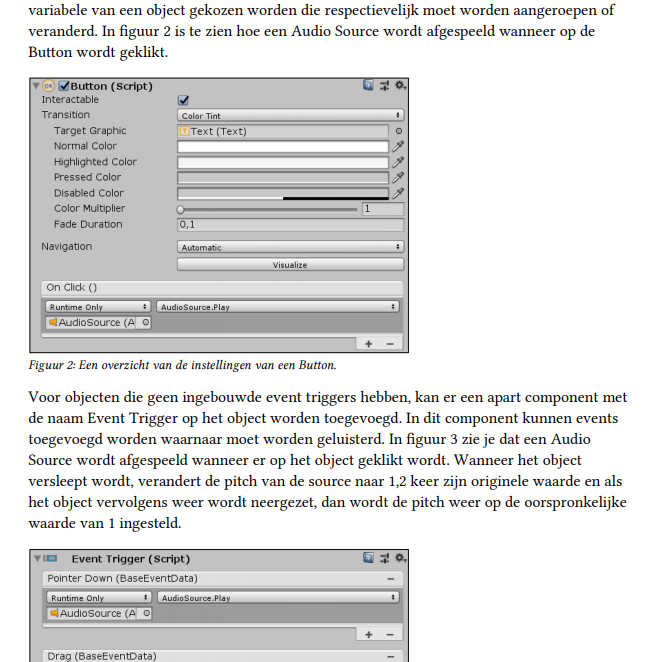 variabele van een object gekozen worden die respectievelijk moet worden aangeroepen of
veranderd. In figuur 2 is te zien hoe een Audio Source wordt afgespeeld wanneer op de
Button wordt geklikt.
Button (Script)
Interactable
Transition Color Tint
Target Graphic Text (Text)
Normal Color
Highlighted Color
Pressed Color
Disabled Color
Color Multiplier 1
Fade Duration 0,1
Navigation Automatic
Visualize
On Click ()
Runtime Only AudioSource.Play
AudioSource (A
+ −
Figuur 2: Een overzicht van de instellingen van een Button.
Voor objecten die geen ingebouwde event triggers hebben, kan er een apart component met
de naam Event Trigger op het object worden toegevoegd. In dit component kunnen events
toegevoegd worden waarnaar moet worden geluisterd. In figuur 3 zie je dat een Audio
Source wordt afgespeeld wanneer er op het object geklikt wordt. Wanneer het object
versleept wordt, verandert de pitch van de source naar 1,2 keer zijn originele waarde en als
het object vervolgens weer wordt neergezet, dan wordt de pitch weer op de oorspronkelijke
waarde van 1 ingesteld.
Event Trigger (Script)
Pointer Down (BaseEventData) −
Runtime Only AudioSource.Play
AudioSource (A
+ −
Drag (BaseEventData) −